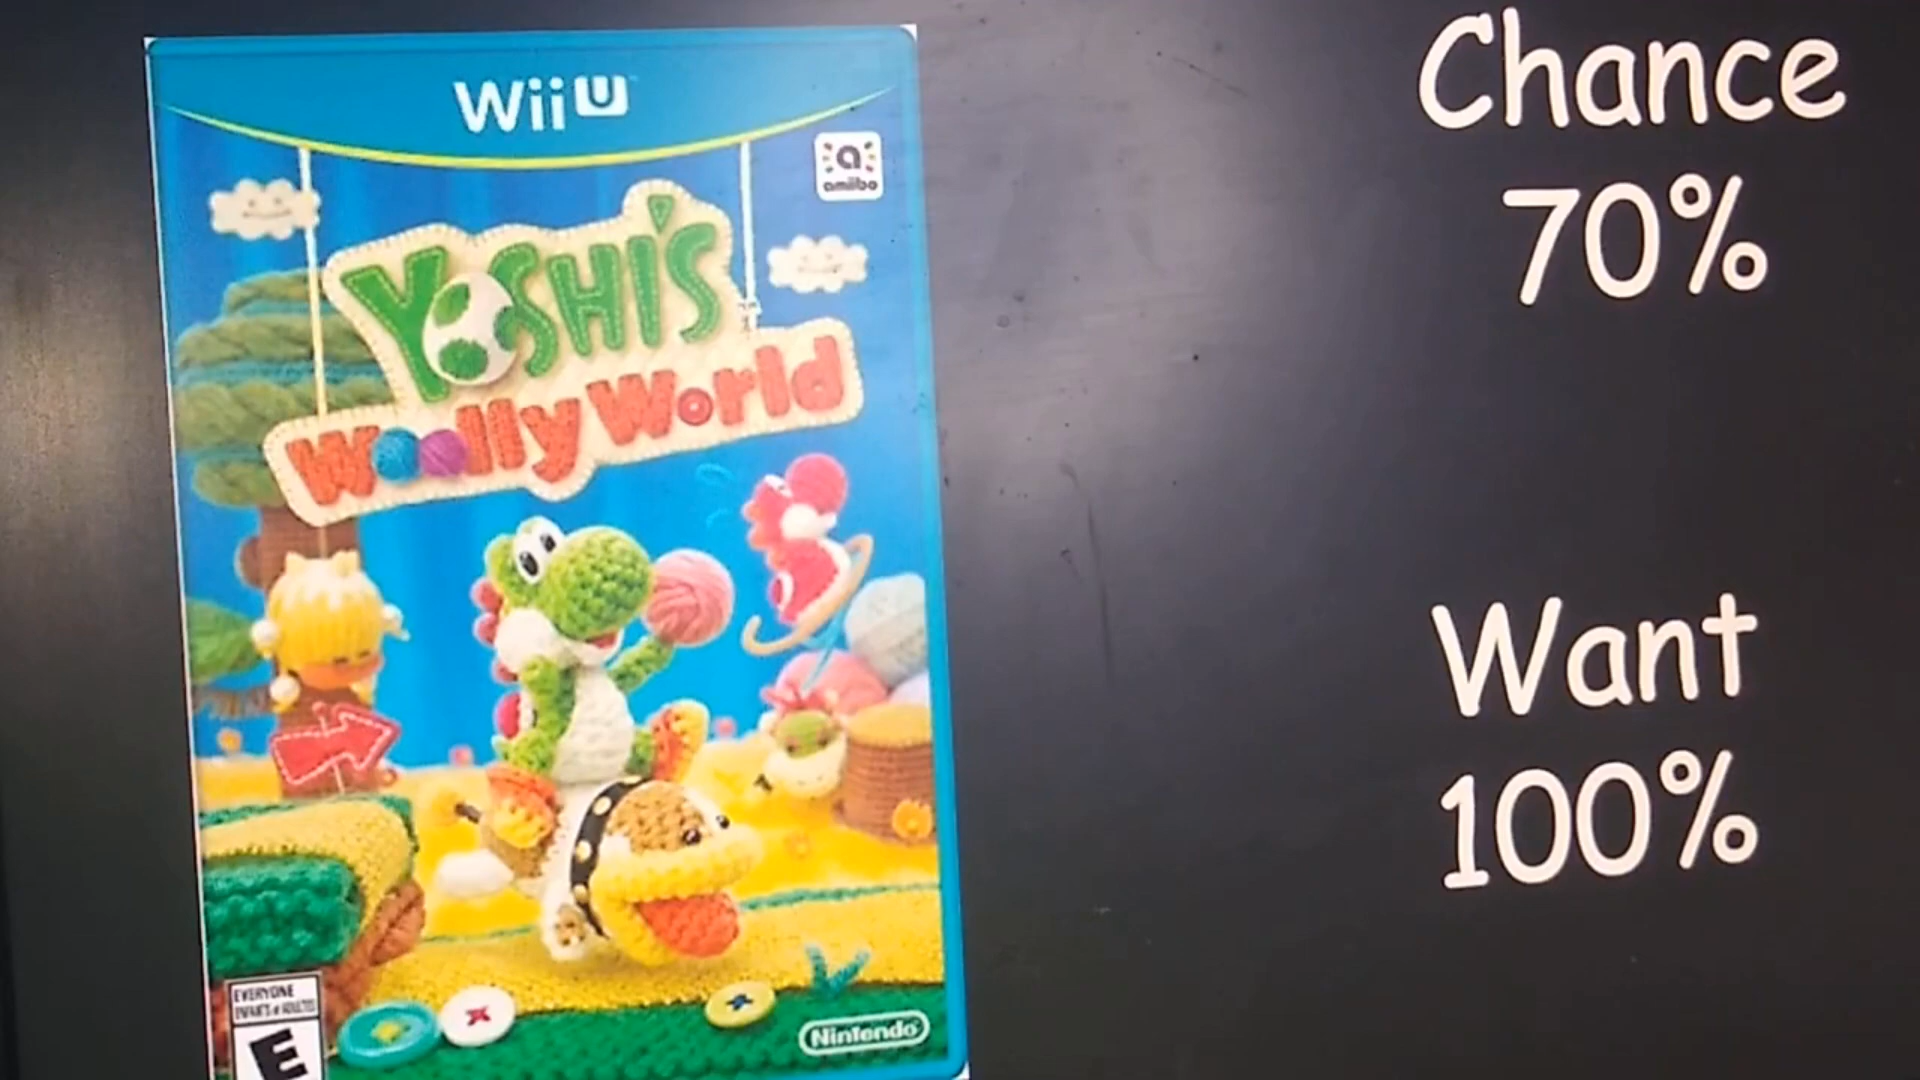 Wii U
amiibo
YOSHI'S
Woolly World
EVERYONE
E
Nintendo
Chance
70%
Want
100%